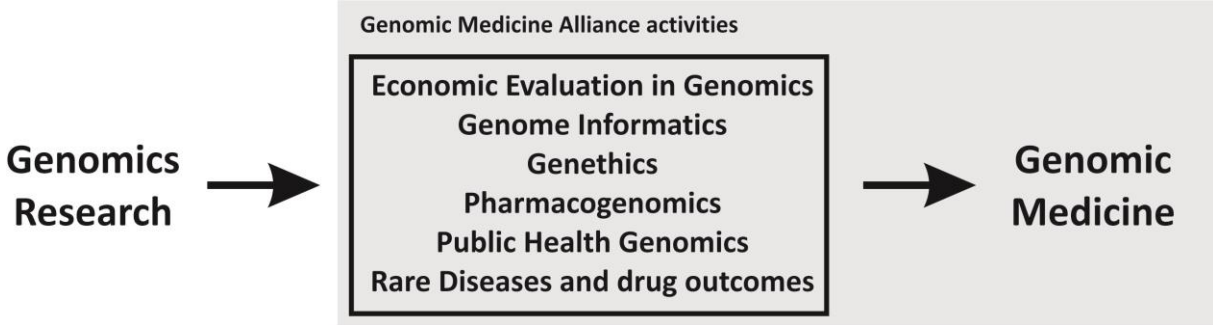 Genomic Medicine Alliance activities
Genomics
Research
Economic Evaluation in Genomics
Genome Informatics
Genethics
Pharmacogenomics
Public Health Genomics
Rare Diseases and drug outcomes
Genomic
Medicine